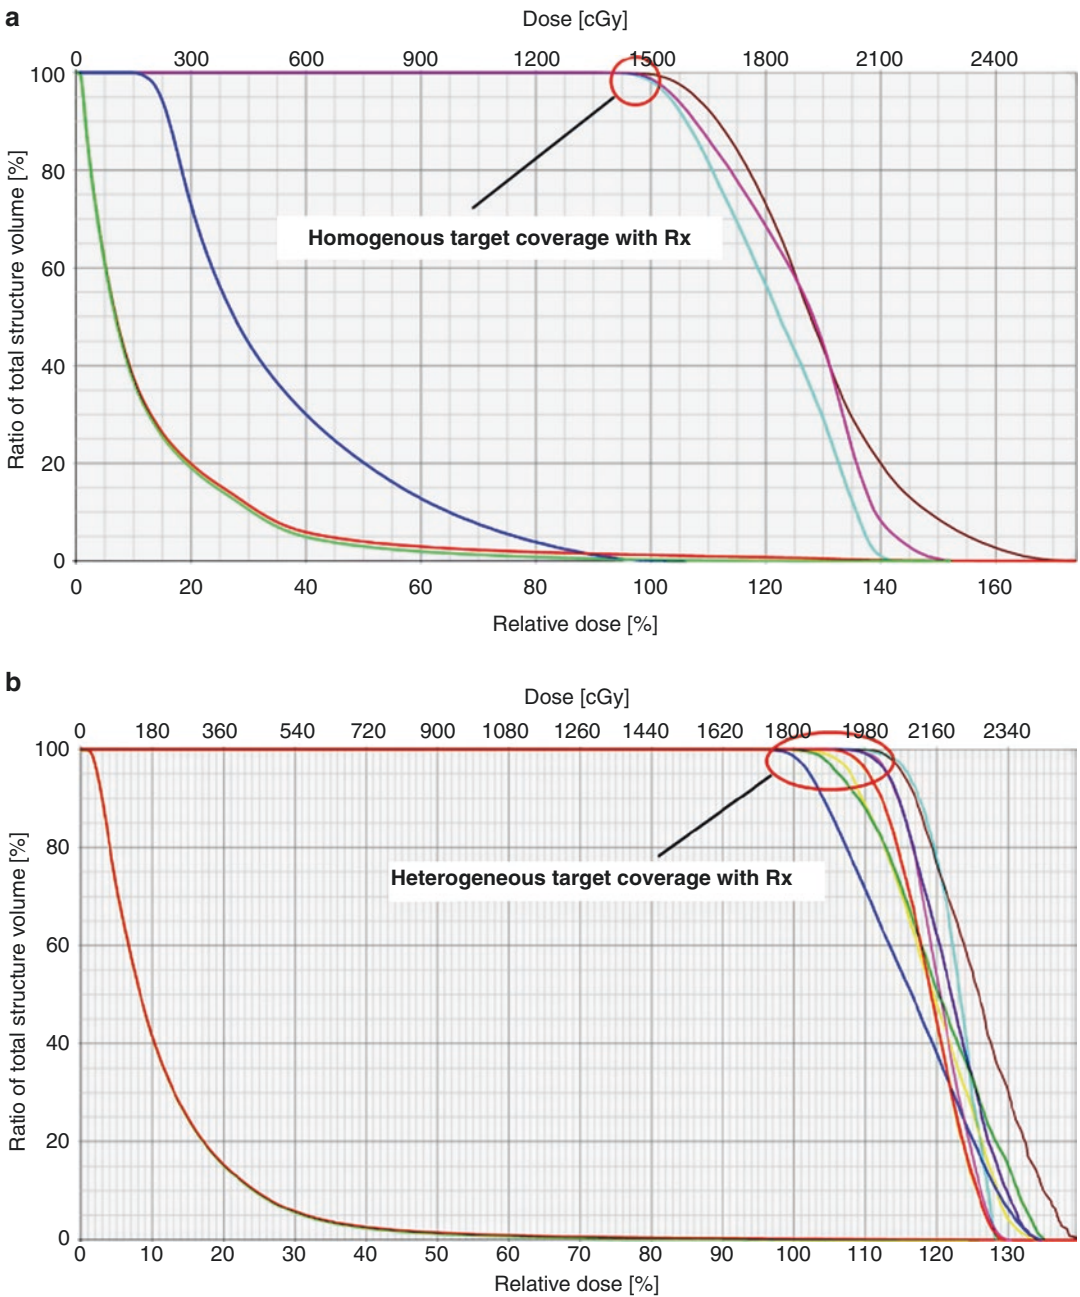 a
Dose [cGy]
0 300 600 900 1200 1500 1800 2100 2400
100
80
60
40
20
0
Ratio of total structure volume [%]
Homogenous target coverage with Rx
0 20 40 60 80 100 120 140 160
Relative dose [%]
b
Dose [cGy]
0 180 360 540 720 900 1080 1260 1440 1620 1800 1980 2160 2340
100
80
60
40
20
0
Ratio of total structure volume [%]
Heterogeneous target coverage with Rx
0 10 20 30 40 50 60 70 80 90 100 110 120 130
Relative dose [%]